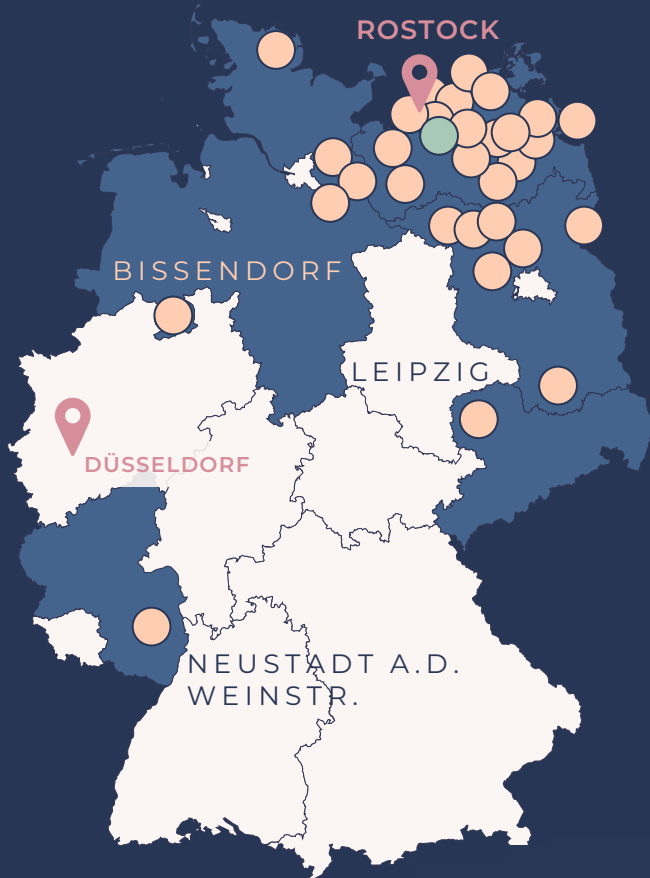 ROSTOCK
BISSENDORF
LEIPZIG
DÜSSELDORF
NEUSTADT A.D.
WEINSTR.